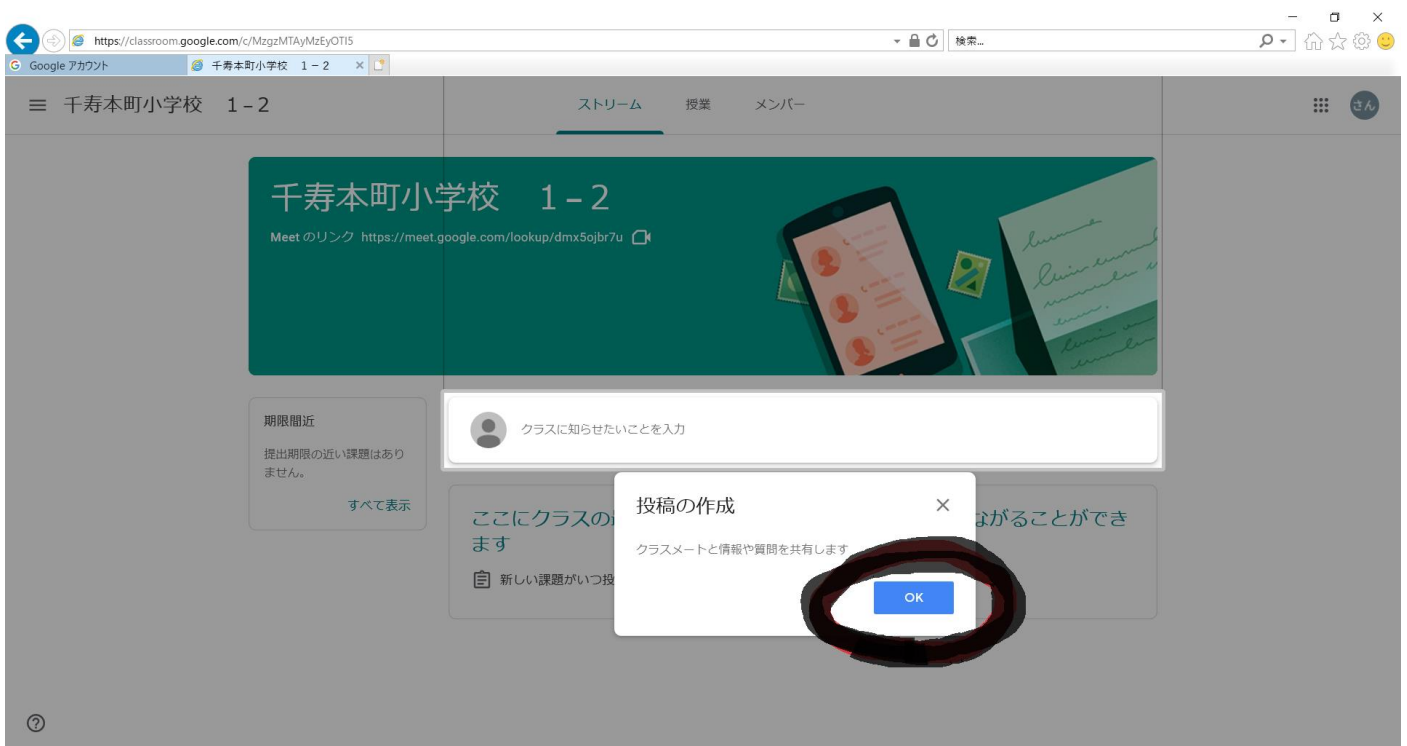 https://classroom.google.com/c/MzgzMTAyMzEyOTI5
検索...
Google アカウント
千寿本町小学校 1－2
千寿本町小学校 1－2
ストリーム
授業
メンバー
さん
千寿本町小学校 1－2
Meet のリンク https://meet.google.com/lookup/dmx5ojbr7u
期限間近
提出期限の近い課題はあり
ません。
すべて表示
クラスに知らせたいことを入力
ここにクラスの
ながることができ
ます
新しい課題がいつ投
投稿の作成
クラスメートと情報や質問を共有します
OK